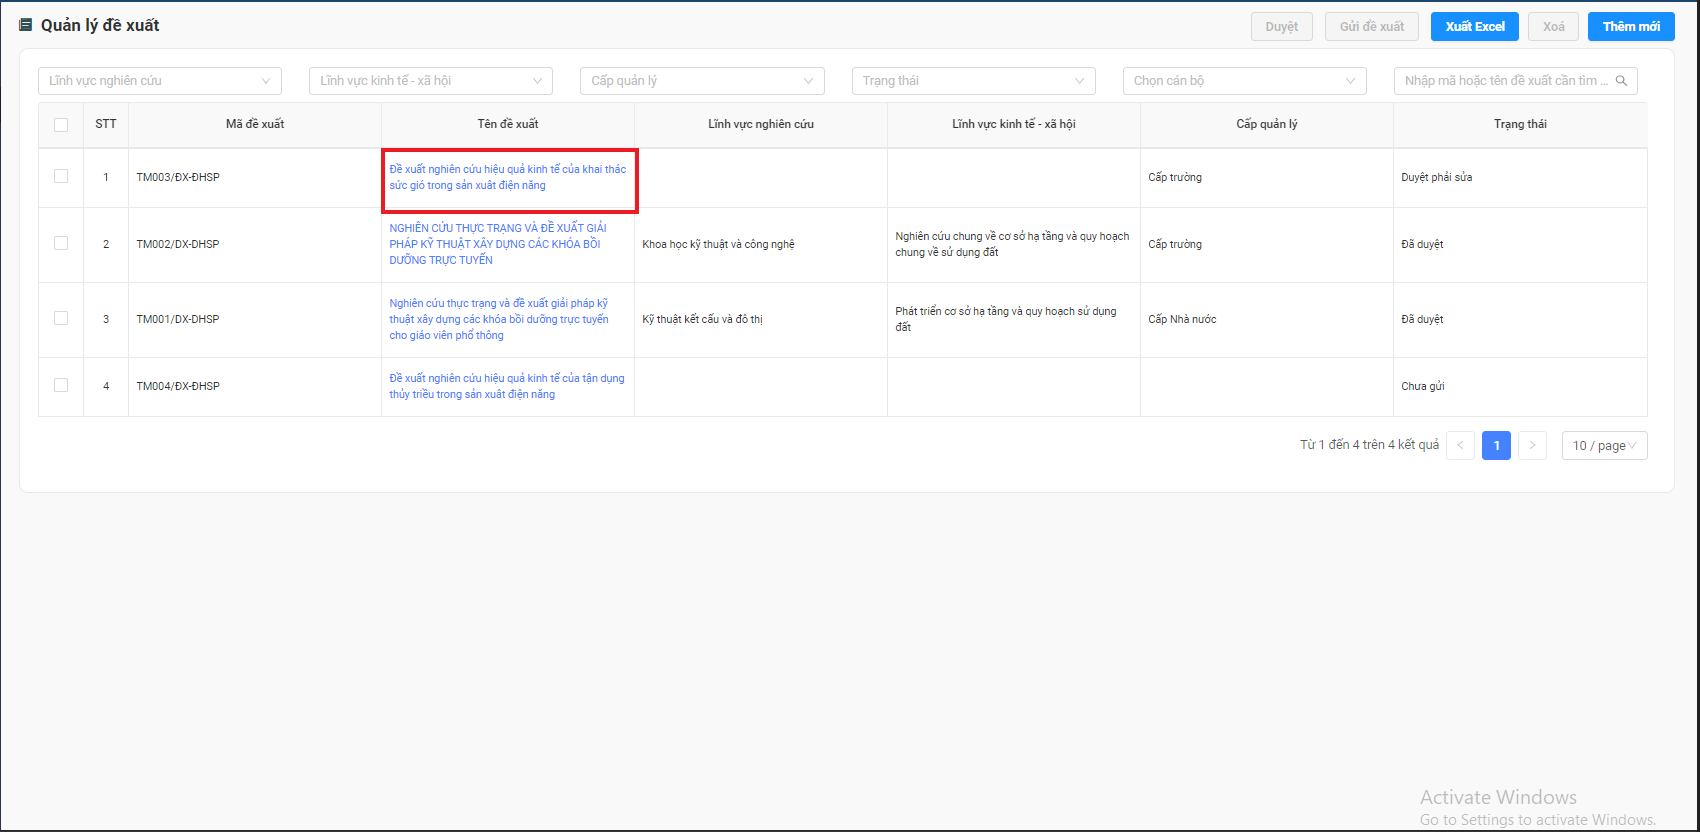 Quản lý đề xuất
Duyệt
Gửi đề xuất
Xuất Excel
Xoá
Thêm mới
Lĩnh vực nghiên cứu
Lĩnh vực kinh tế - xã hội
Cấp quản lý
Trạng thái
Chọn cán bộ
Nhập mã hoặc tên đề xuất cần tìm ...
STT
Mã đề xuất
Tên đề xuất
Lĩnh vực nghiên cứu
Lĩnh vực kinh tế - xã hội
Cấp quản lý
Trạng thái
1
TM003/ĐX-ĐHSP
Đề xuất nghiên cứu hiệu quả kinh tế của khai thác
sức gió trong sản xuât điện năng
Cấp trường
Duyệt phải sửa
2
TM002/DX-DHSP
NGHIÊN CỨU THỰC TRẠNG VÀ ĐỀ XUẤT GIẢI
PHÁP KỸ THUẬT XÂY DỰNG CÁC KHÓA BỒI
DƯỠNG TRỰC TUYẾN
Khoa học kỹ thuật và công nghệ
Nghiên cứu chung về cơ sở hạ tầng và quy hoạch
chung về sử dụng đất
Cấp trường
Đã duyệt
3
TM001/DX-DHSP
Nghiên cứu thực trạng và đề xuất giải pháp kỹ
thuật xây dựng các khóa bồi dưỡng trực tuyến
cho giáo viên phổ thông
Kỹ thuật kết cấu và đô thị
Phát triển cơ sở hạ tầng và quy hoạch sử dụng
đất
Cấp Nhà nước
Đã duyệt
4
TM004/ĐX-ĐHSP
Đề xuất nghiên cứu hiệu quả kinh tế của tận dụng
thủy triều trong sản xuât điện năng
Chưa gửi
Từ 1 đến 4 trên 4 kết quả
<
1
>
10 / page
Activate Windows
Go to Settings to activate Windows.